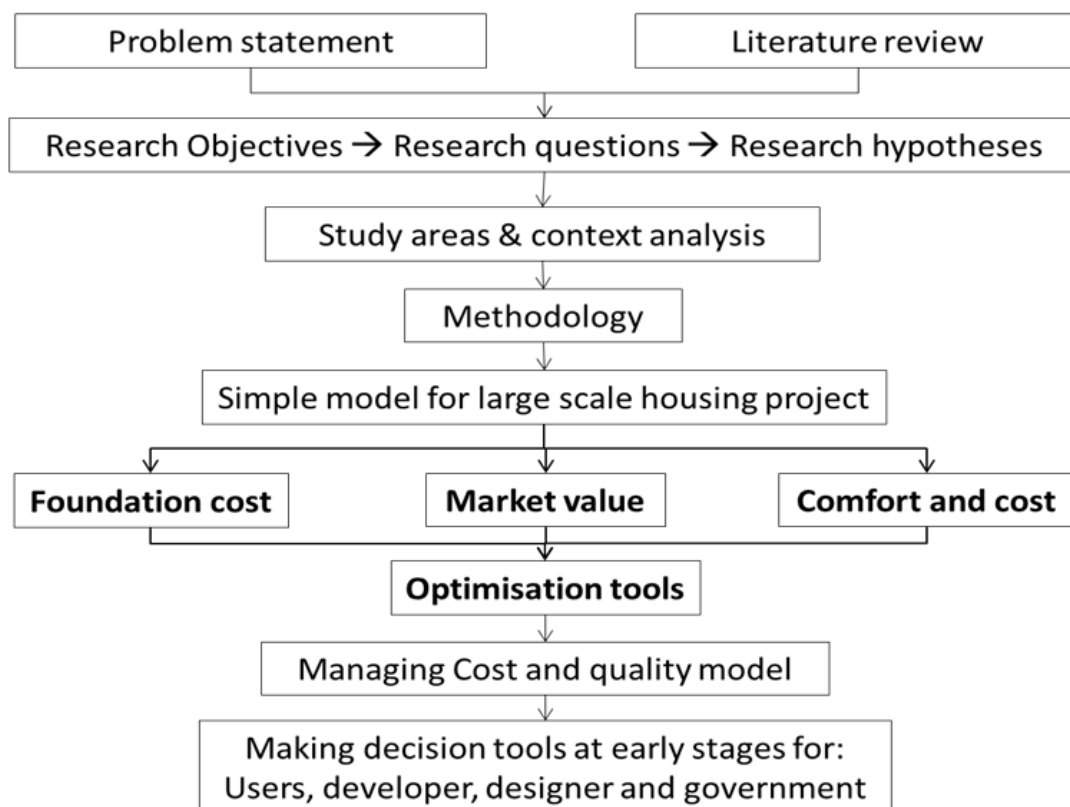 Problem statement
Literature review
Research Objectives → Research questions → Research hypotheses
Study areas & context analysis
Methodology
Simple model for large scale housing project
Foundation cost
Market value
Comfort and cost
Optimisation tools
Managing Cost and quality model
Making decision tools at early stages for:
Users, developer, designer and government